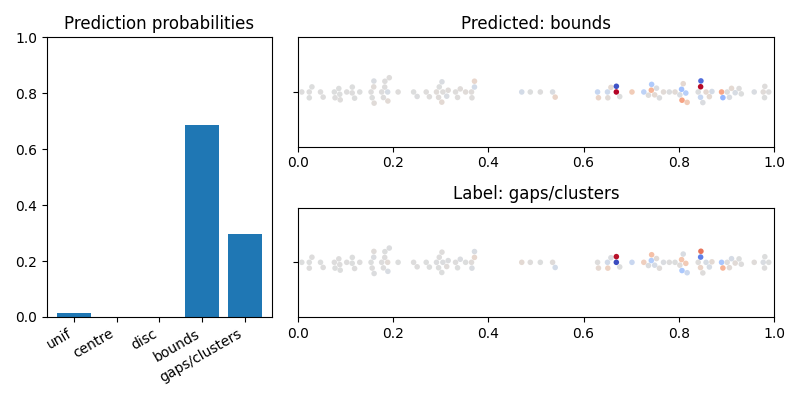 Prediction probabilities
1.0
0.8
0.6
0.4
0.2
0.0
unif
centre
disc
bounds
gaps/clusters
Predicted: bounds
0.0 0.2 0.4 0.6 0.8 1.0
Label: gaps/clusters
0.0 0.2 0.4 0.6 0.8 1.0